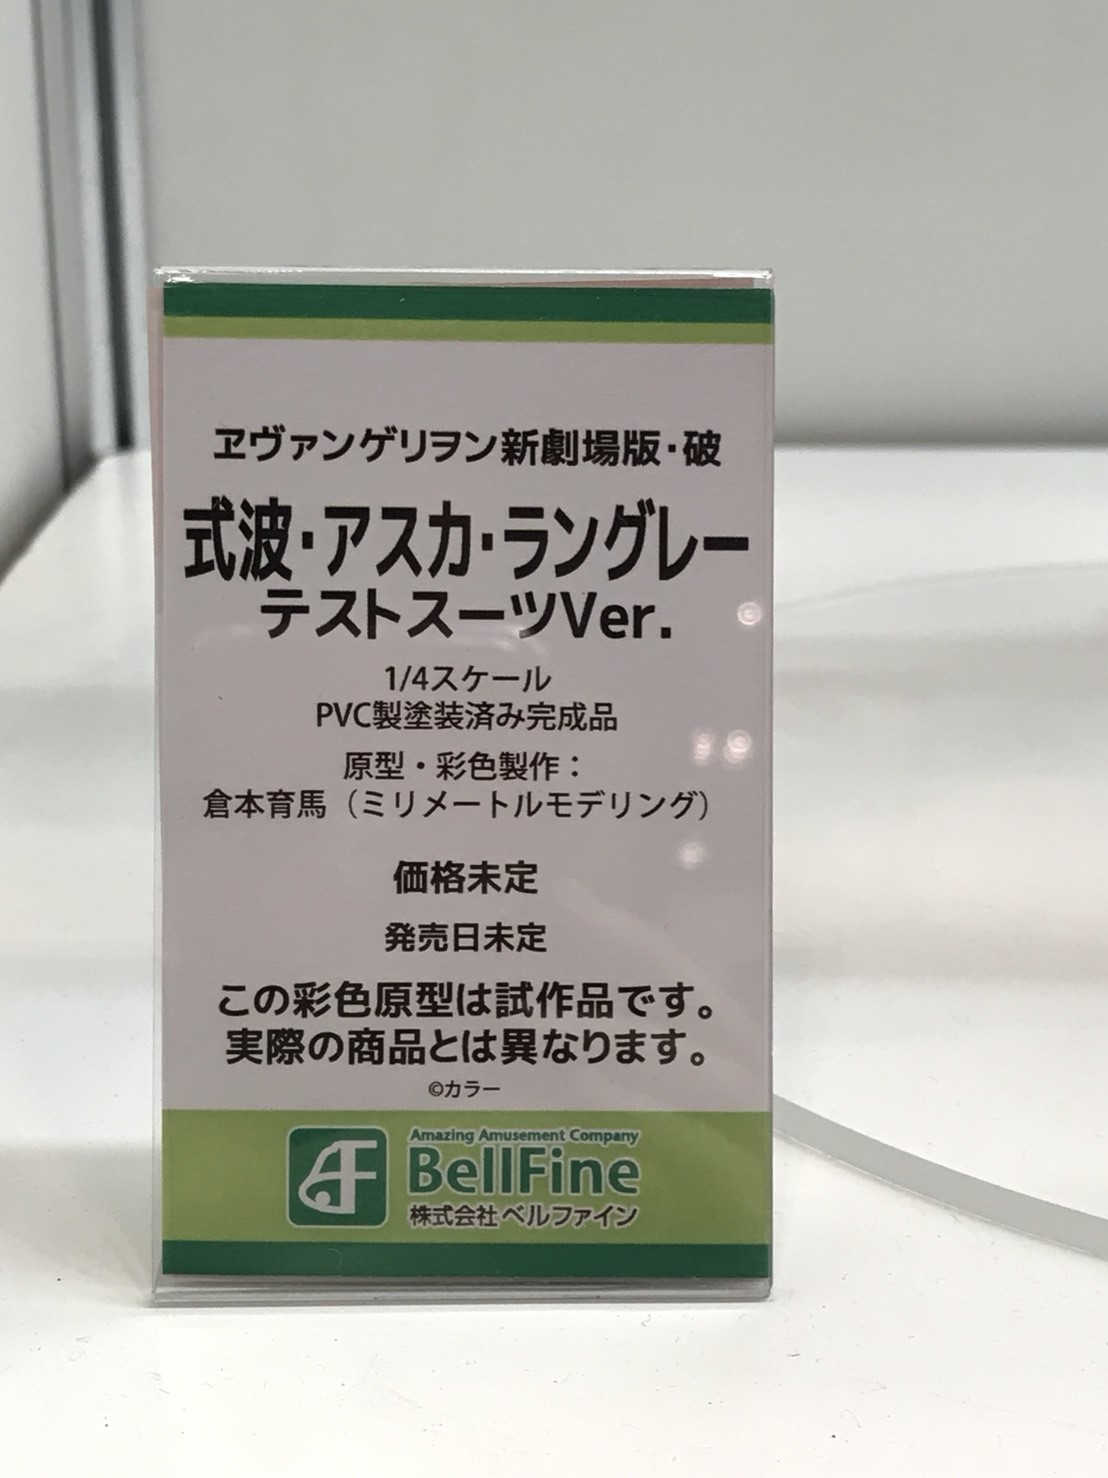 ヱヴァンゲリヲン新劇場版・破
式波・アスカ・ラングレー
テストスーツVer.
1/4スケール
PVC製塗装済み完成品
原型・彩色製作：
倉本育馬（ミリメートルモデリング）
価格未定
発売日未定
この彩色原型は試作品です。
実際の商品とは異なります。
©カラー
Amazing Amusement Company
BellFine
株式会社ベルファイン